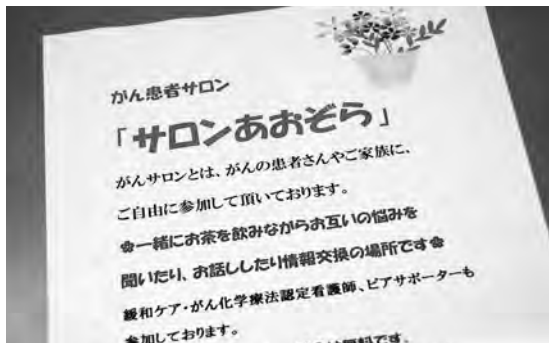 がん患者サロン
「サロンあおぞら」
がんサロンとは、がんの患者さんやご家族に、
ご自由に参加して頂いております。
✿一緒にお茶を飲みながらお互いの悩みを
聞いたり、お話ししたり情報交換の場所です✿
緩和ケア・がん化学療法認定看護師、ピアサポーターも
参加しております。
無料です。